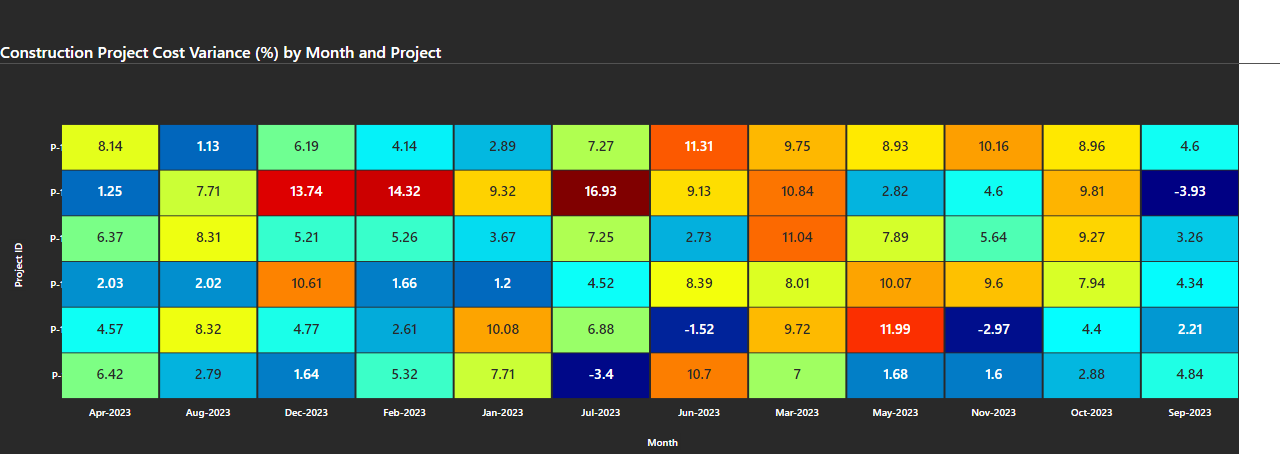 Construction Project Cost Variance (%) by Month and Project
P-1 8.14 1.13 6.19 4.14 2.89 7.27 11.31 9.75 8.93 10.16 8.96 4.6
P-1 1.25 7.71 13.74 14.32 9.32 16.93 9.13 10.84 2.82 4.6 9.81 -3.93
P-1 6.37 8.31 5.21 5.26 3.67 7.25 2.73 11.04 7.89 5.64 9.27 3.26
P-1 2.03 2.02 10.61 1.66 1.2 4.52 8.39 8.01 10.07 9.6 7.94 4.34
P-1 4.57 8.32 4.77 2.61 10.08 6.88 -1.52 9.72 11.99 -2.97 4.4 2.21
P- 6.42 2.79 1.64 5.32 7.71 -3.4 10.7 7 1.68 1.6 2.88 4.84
Apr-2023 Aug-2023 Dec-2023 Feb-2023 Jan-2023 Jul-2023 Jun-2023 Mar-2023 May-2023 Nov-2023 Oct-2023 Sep-2023
Month
Project ID